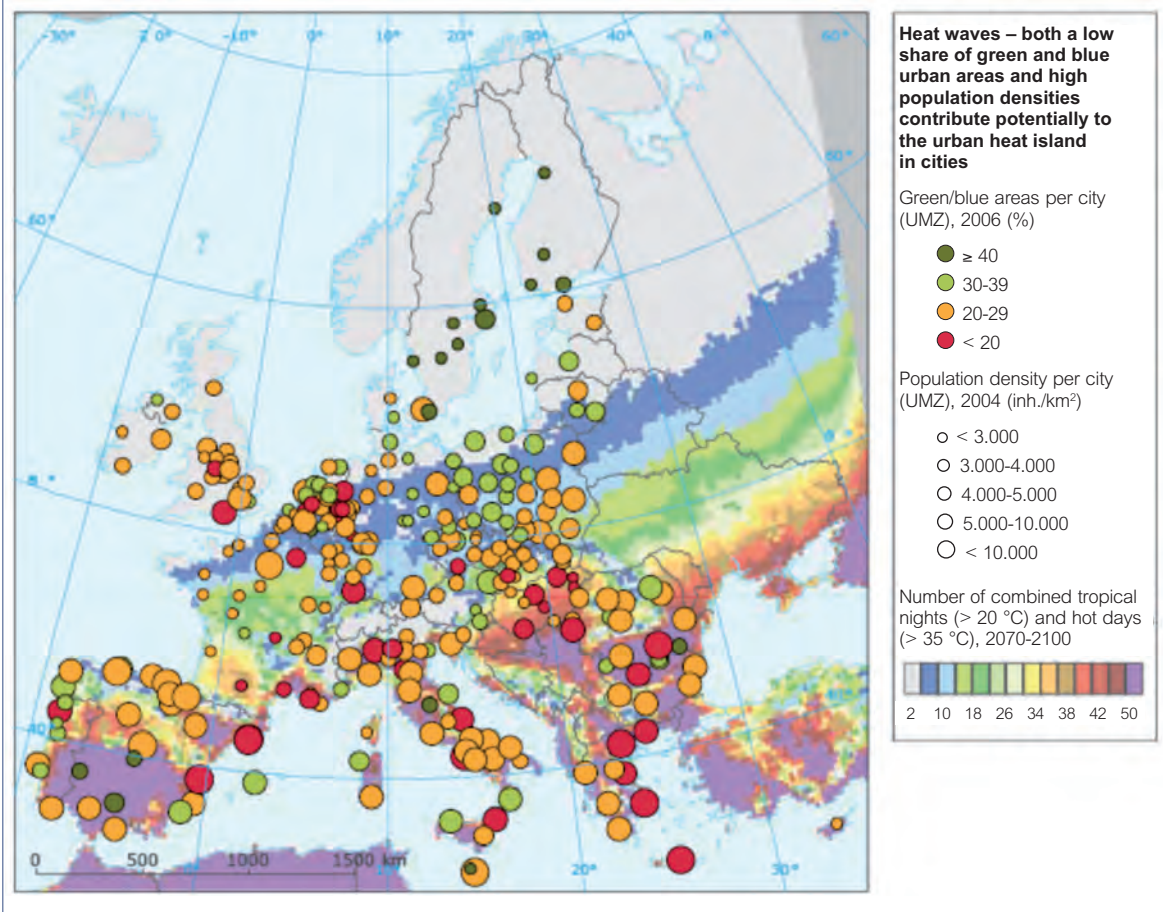 -30°
-10°
0°
10°
20°
30°
40°
60°
60°
60°
Heat waves – both a low
share of green and blue
urban areas and high
population densities
contribute potentially to
the urban heat island
in cities
Green/blue areas per city
(UMZ), 2006 (%)
≥ 40
30-39
20-29
< 20
Population density per city
(UMZ), 2004 (inh./km²)
< 3.000
3.000-4.000
4.000-5.000
5.000-10.000
< 10.000
Number of combined tropical
nights (> 20 °C) and hot days
(> 35 °C), 2070-2100
2 10 18 26 34 38 42 50
0 500 1000 1500 km
20°
30°